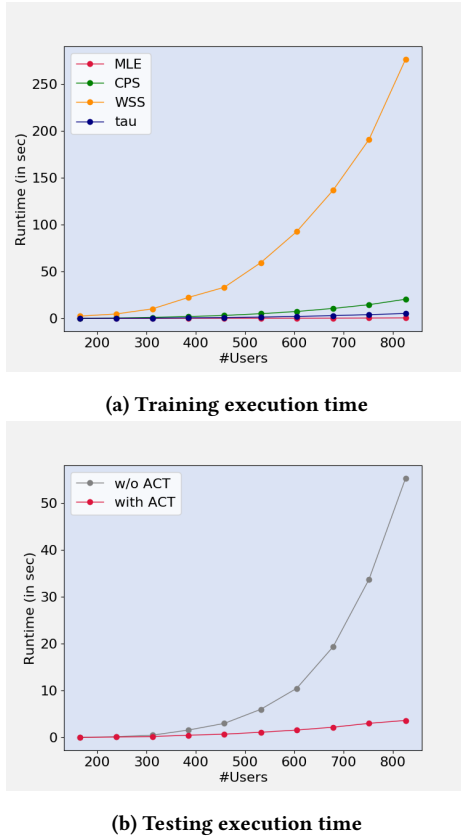 MLE
CPS
WSS
tau
250
200
150
100
50
0
Runtime (in sec)
200 300 400 500 600 700 800
#Users
(a) Training execution time
w/o ACT
with ACT
50
40
30
20
10
0
Runtime (in sec)
200 300 400 500 600 700 800
#Users
(b) Testing execution time